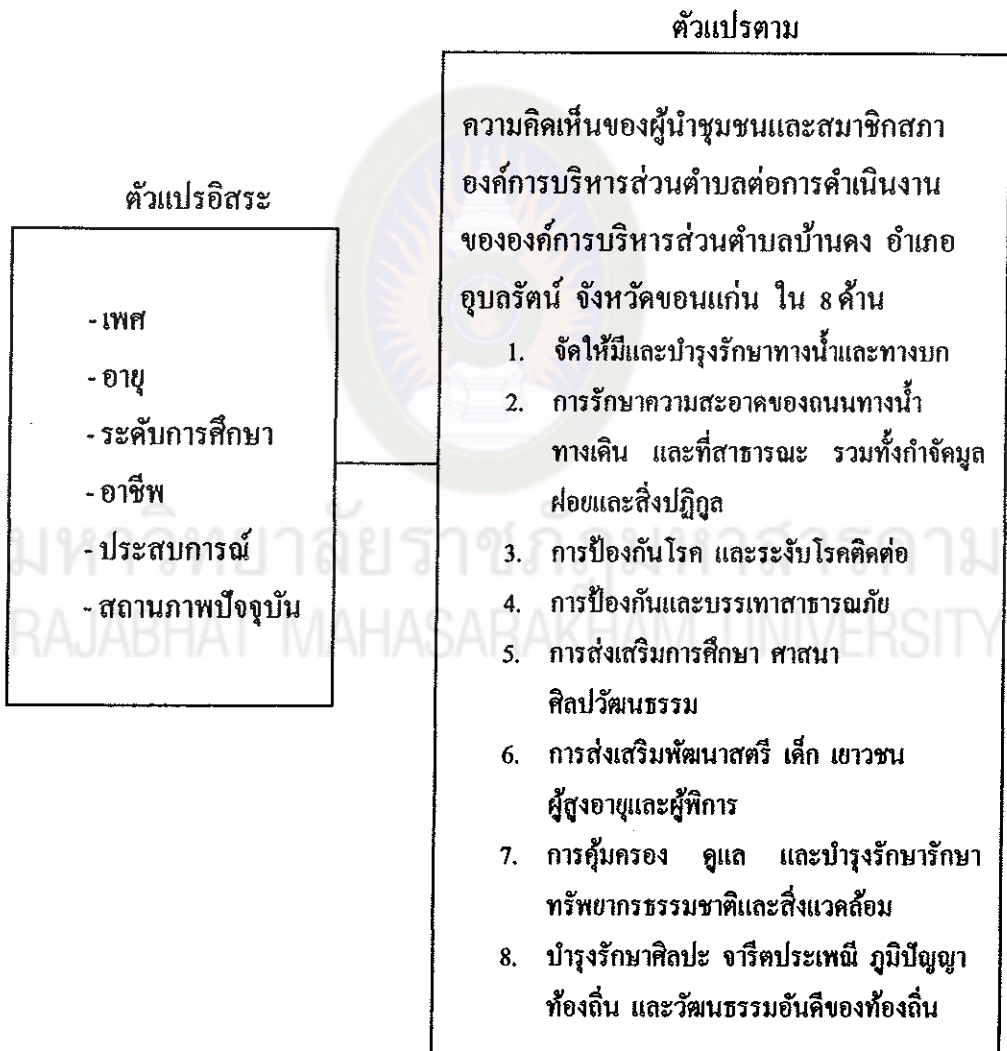 ตัวแปรตาม
ความคิดเห็นของผู้นำชุมชนและสมาชิกสภา
องค์การบริหารส่วนตำบลต่อการดำเนินงาน
ขององค์การบริหารส่วนตำบลบ้านดง อำเภอ
อุบลรัตน์ จังหวัดขอนแก่น ใน 8 ด้าน
1. จัดให้มีและบำรุงรักษาทางน้ำและทางบก
2. การรักษาความสะอาดของถนนทางน้ำ
ทางเดิน และที่สาธารณะ รวมทั้งกำจัดมูล
ฝอยและสิ่งปฏิกูล
3. การป้องกันโรค และระงับโรคติดต่อ
4. การป้องกันและบรรเทาสาธารณภัย
5. การส่งเสริมการศึกษา ศาสนา
ศิลปวัฒนธรรม
6. การส่งเสริมพัฒนาสตรี เด็ก เยาวชน
ผู้สูงอายุและผู้พิการ
7. การคุ้มครอง ดูแล และบำรุงรักษารักษา
ทรัพยากรธรรมชาติและสิ่งแวดล้อม
8. บำรุงรักษาศิลปะ จารีตประเพณี ภูมิปัญญา
ท้องถิ่น และวัฒนธรรมอันดีของท้องถิ่น
ตัวแปรอิสระ
- เพศ
- อายุ
- ระดับการศึกษา
- อาชีพ
- ประสบการณ์
- สถานภาพปัจจุบัน
มหาวิทยาลัยราชภัฏมหาสารคาม
RAJABHAT MAHASARAKHAM UNIVERSITY